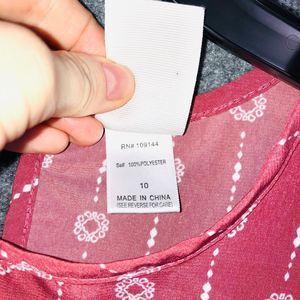 RN# 109144
Self: 100%POLYESTER
10
MADE IN CHINA
(SEE REVERSE FOR CARE)